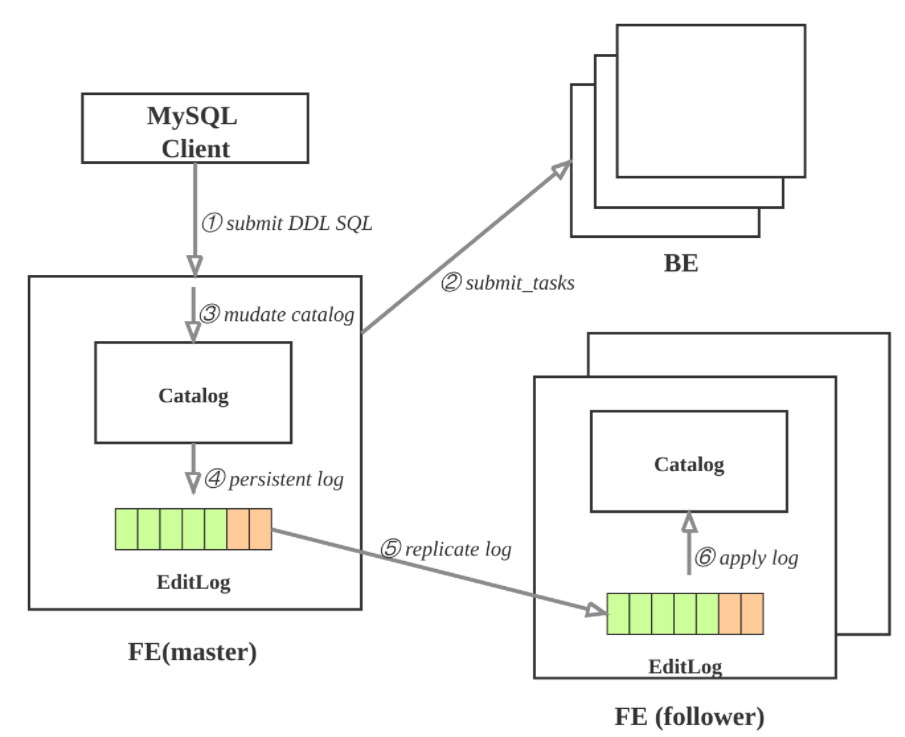 MySQL
Client
① submit DDL SQL
② submit_tasks
BE
③ mudate catalog
Catalog
④ persistent log
EditLog
FE(master)
⑤ replicate log
Catalog
⑥ apply log
EditLog
FE (follower)